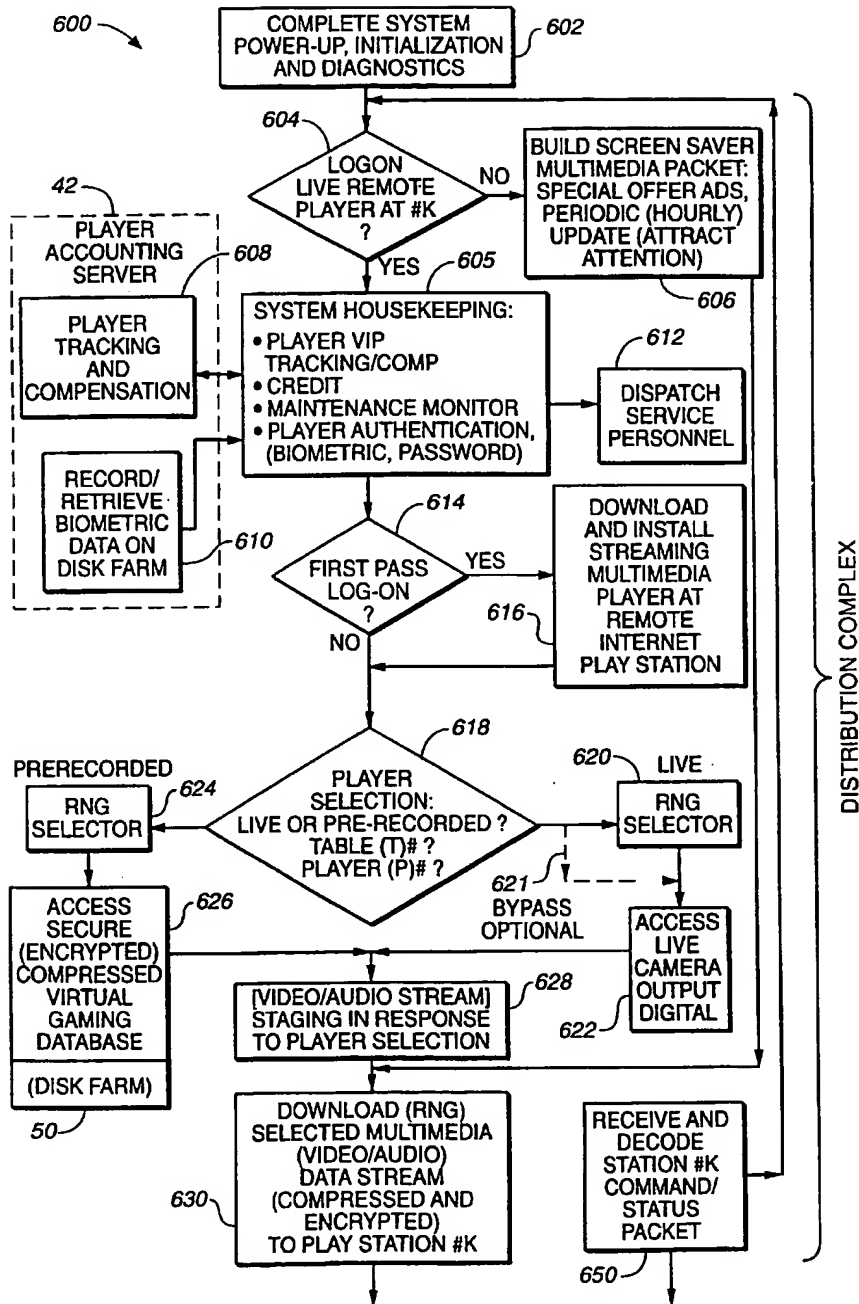 600
COMPLETE SYSTEM
POWER-UP, INITIALIZATION
AND DIAGNOSTICS
602
604
LOGON
LIVE REMOTE
PLAYER AT #K
?
NO
YES
BUILD SCREEN SAVER
MULTIMEDIA PACKET:
SPECIAL OFFER ADS,
PERIODIC (HOURLY)
UPDATE (ATTRACT
ATTENTION)
606
42
PLAYER
ACCOUNTING
SERVER
608
PLAYER
TRACKING
AND
COMPENSATION
RECORD/
RETRIEVE
BIOMETRIC
DATA ON
DISK FARM
610
605
SYSTEM HOUSEKEEPING:
• PLAYER VIP
TRACKING/COMP
• CREDIT
• MAINTENANCE MONITOR
• PLAYER AUTHENTICATION,
(BIOMETRIC, PASSWORD)
612
DISPATCH
SERVICE
PERSONNEL
614
FIRST PASS
LOG-ON
?
YES
NO
DOWNLOAD
AND INSTALL
STREAMING
MULTIMEDIA
PLAYER AT
REMOTE
INTERNET
PLAY STATION
616
618
PLAYER
SELECTION:
LIVE OR PRE-RECORDED ?
TABLE (T)# ?
PLAYER (P)# ?
PRERECORDED
624
RNG
SELECTOR
620
LIVE
RNG
SELECTOR
621
BYPASS
OPTIONAL
626
ACCESS
SECURE
(ENCRYPTED)
COMPRESSED
VIRTUAL
GAMING
DATABASE
(DISK FARM)
50
ACCESS
LIVE
CAMERA
OUTPUT
DIGITAL
622
[VIDEO/AUDIO STREAM]
STAGING IN RESPONSE
TO PLAYER SELECTION
628
DOWNLOAD (RNG)
SELECTED MULTIMEDIA
(VIDEO/AUDIO)
DATA STREAM
(COMPRESSED AND
ENCRYPTED)
TO PLAY STATION #K
630
RECEIVE AND
DECODE
STATION #K
COMMAND/
STATUS
PACKET
650
DISTRIBUTION COMPLEX